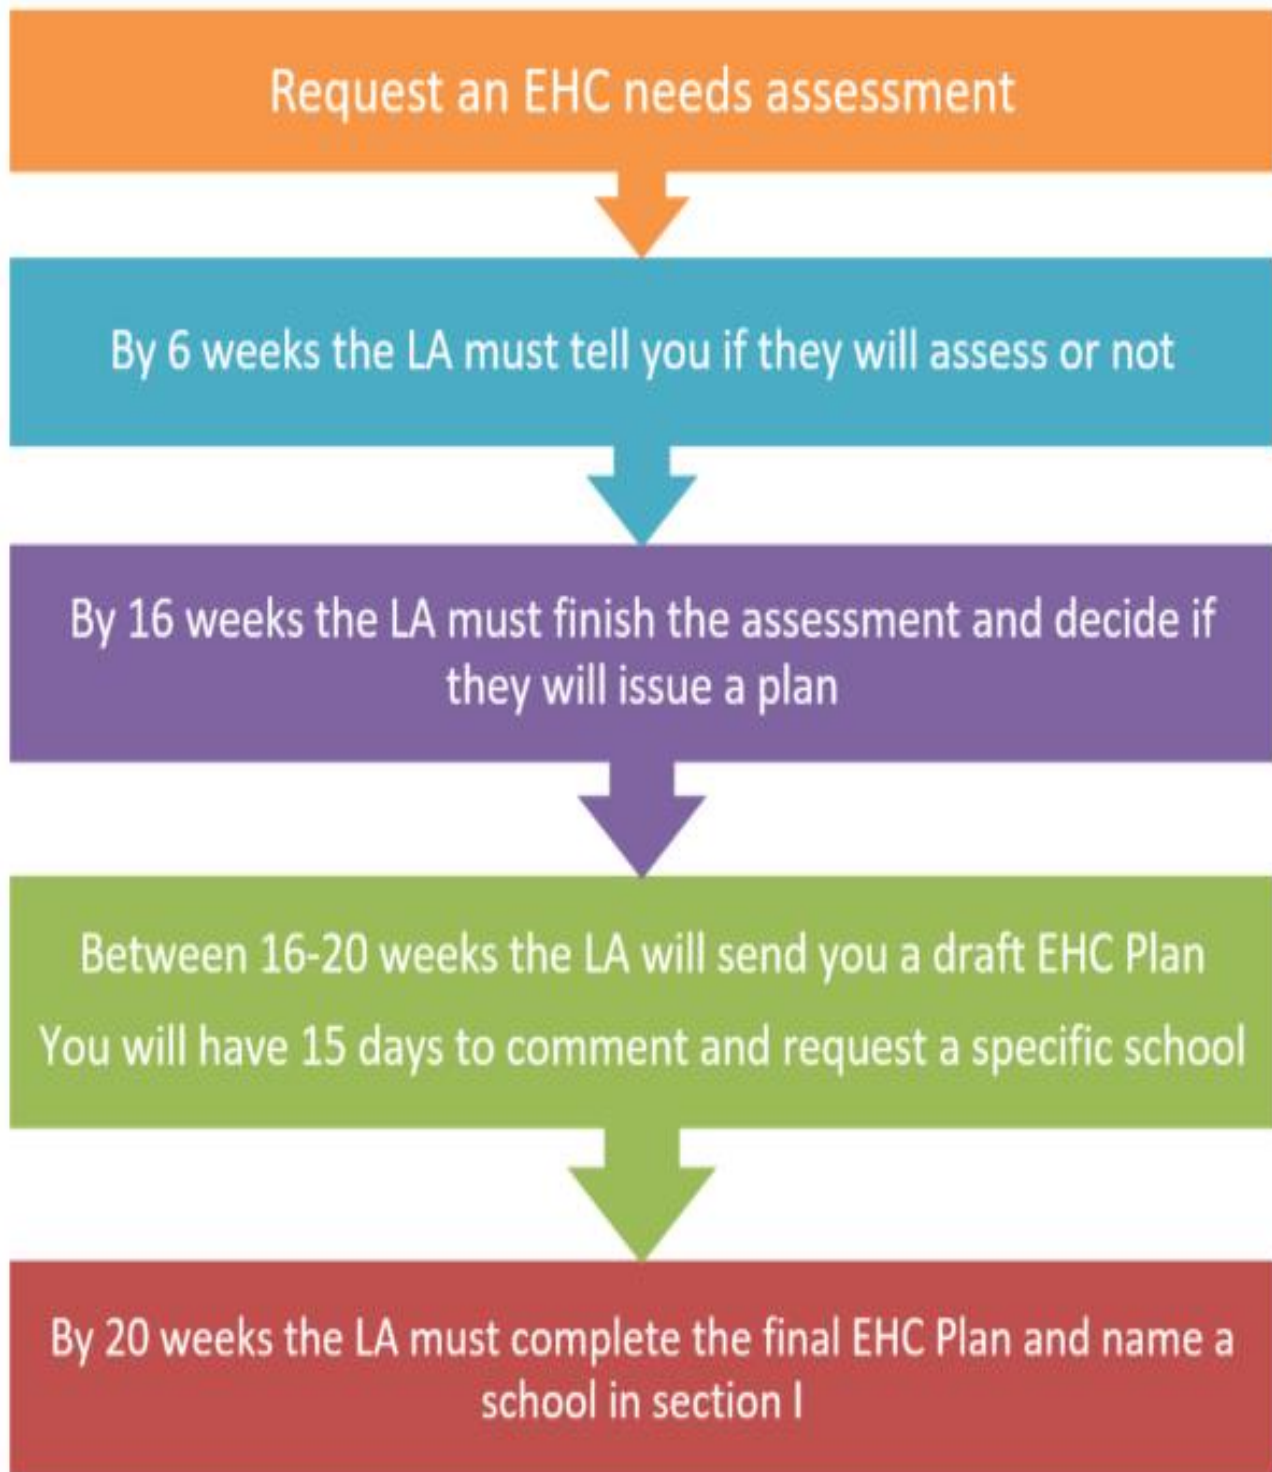 Request an EHC needs assessment
By 6 weeks the LA must tell you if they will assess or not
By 16 weeks the LA must finish the assessment and decide if
they will issue a plan
Between 16-20 weeks the LA will send you a draft EHC Plan
You will have 15 days to comment and request a specific school
By 20 weeks the LA must complete the final EHC Plan and name a
school in section I